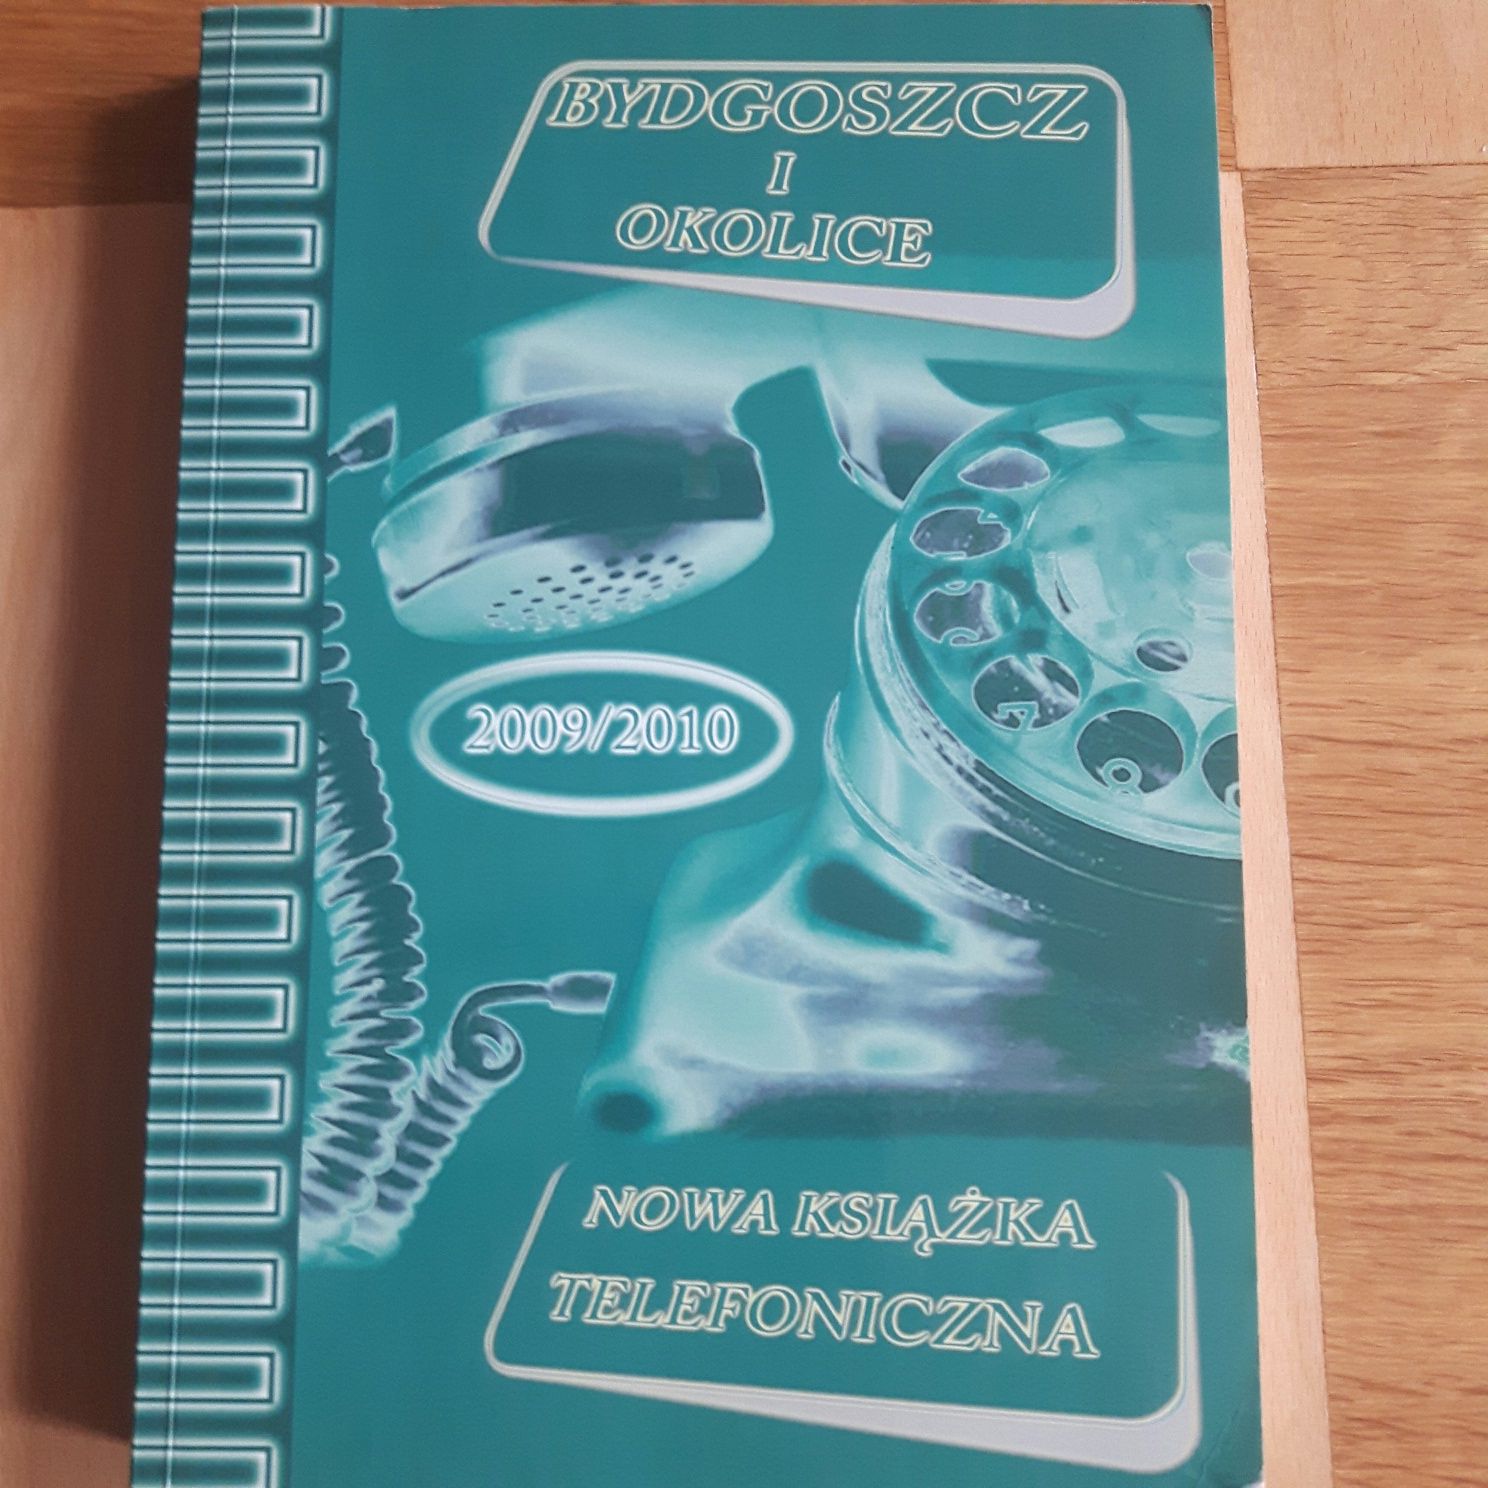 BYDGOSZCZ
I
OKOLICE
2009/2010
NOWA KSIĄŻKA
TELEFONICZNA